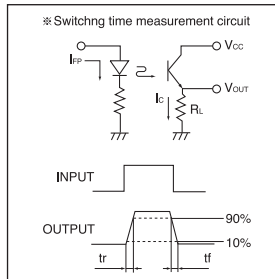 ※Switchng time measurement circuit
IFP
VCC
VOUT
IC
RL
INPUT
OUTPUT
90%
10%
tr
tf